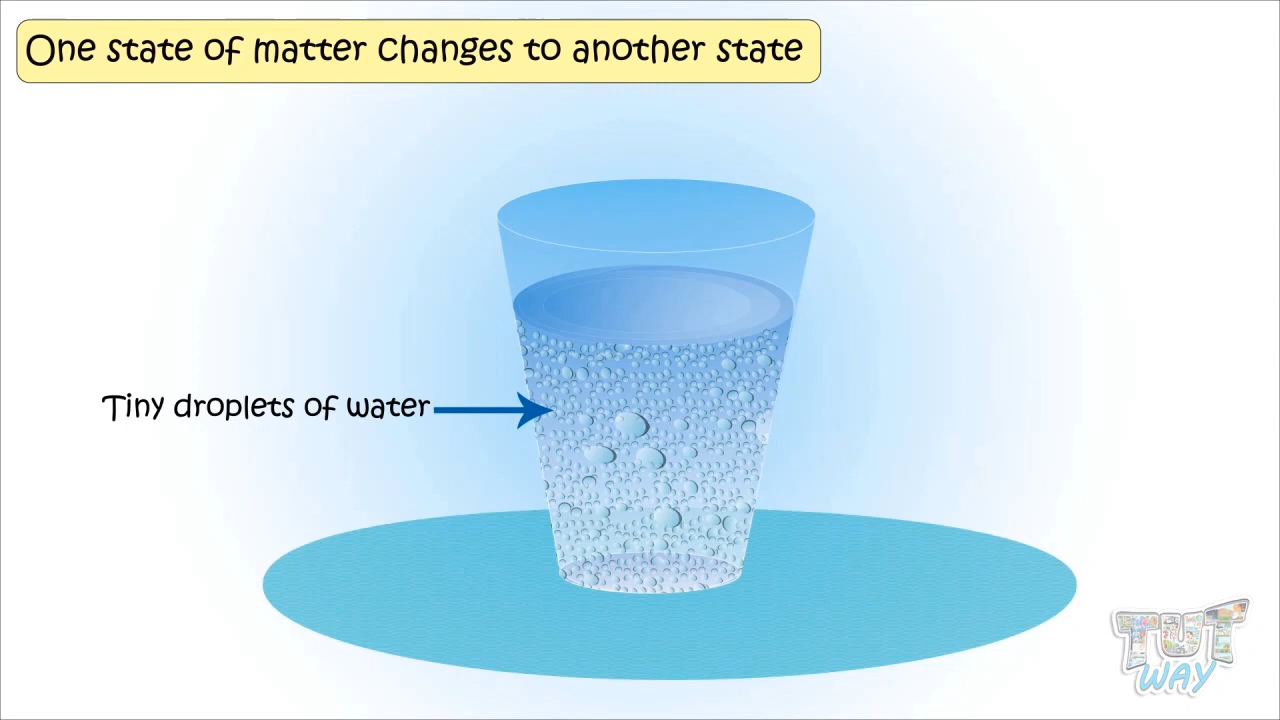 One state of matter changes to another state
Tiny droplets of water
TUT
WAY